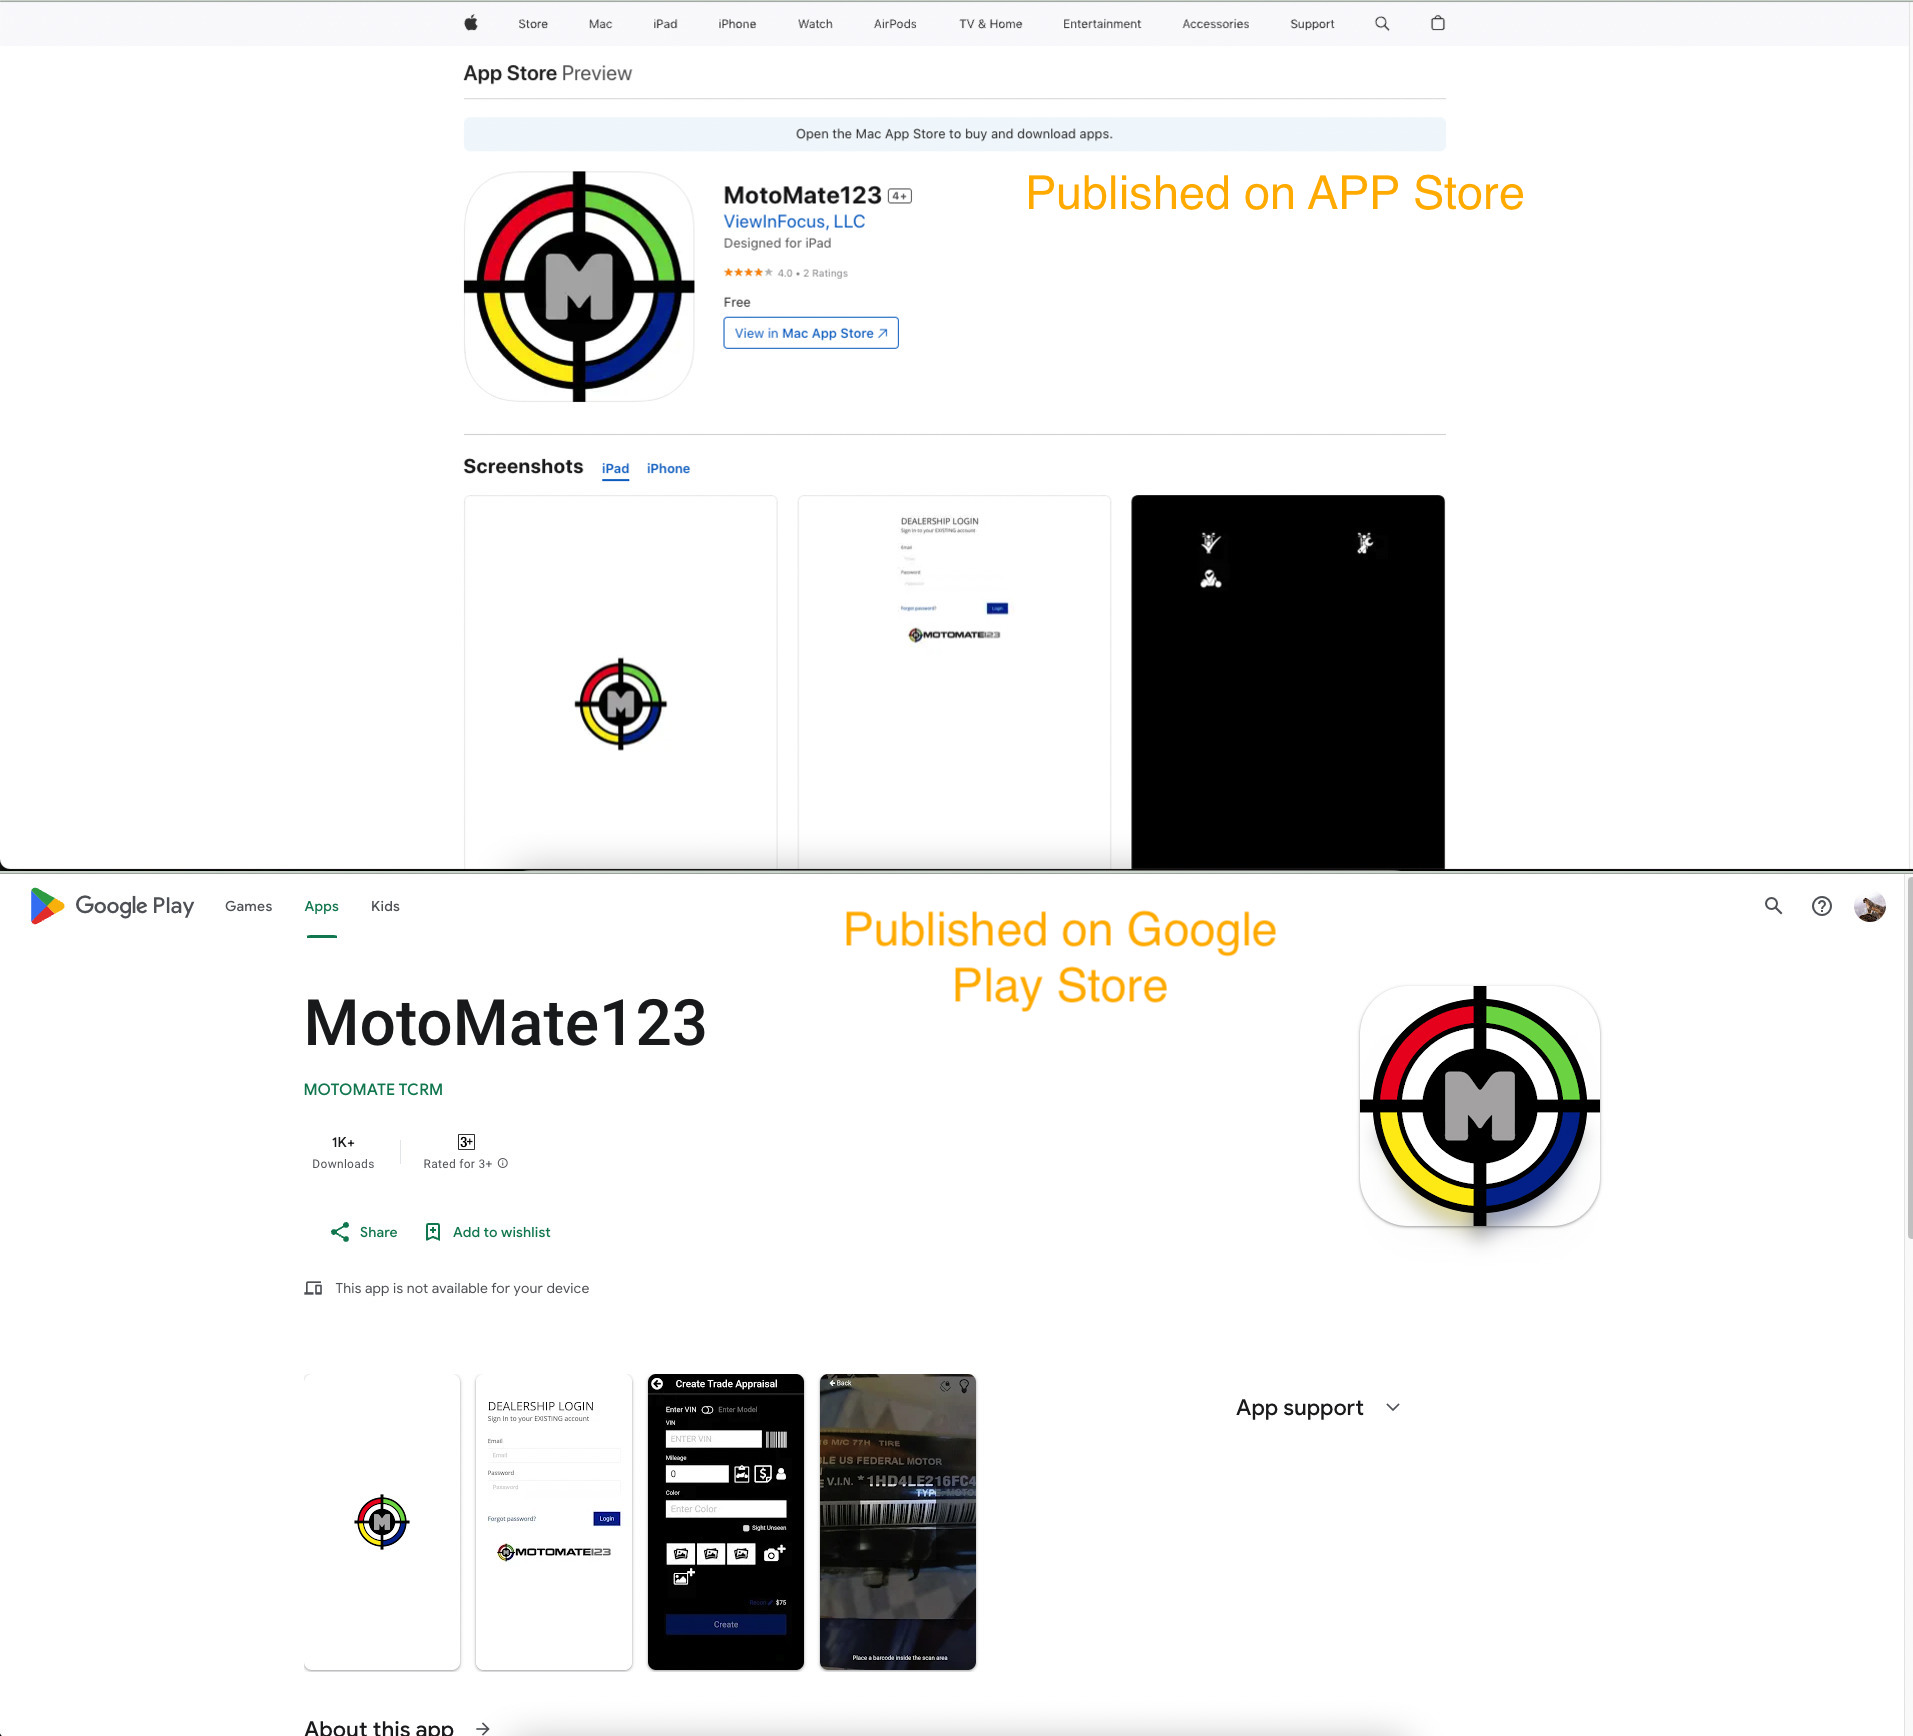 Store Mac iPad iPhone Watch AirPods TV & Home Entertainment Accessories Support
App Store Preview
Open the Mac App Store to buy and download apps.
MotoMate123 4+
ViewInFocus, LLC
Designed for iPad
4.0 • 2 Ratings
Free
View in Mac App Store
Published on APP Store
M
Screenshots iPad iPhone
M
DEALERSHIP LOGIN
Sign in to your EXISTING account
Email
Password
Forgot password? Login
MOTOMATE123
Google Play Games Apps Kids
Published on Google
Play Store
MotoMate123
MOTOMATE TCRM
1K+
Downloads
3+
Rated for 3+
Share Add to wishlist
This app is not available for your device
M
M
DEALERSHIP LOGIN
Sign In to your EXISTING account
Email
Email
Password
Password
Forgot password? Login
MOTOMATE123
Create Trade Appraisal
Enter VIN Enter Model
VIN
ENTER VIN
Mileage
0
Color
Enter Color
Sight Unseen
$75
Create
Back
M/C 77H TIRE
US FEDERAL MOTOR
V.I.N. *1HD4LE216FC4
Place a barcode inside the scan area
App support
About this app